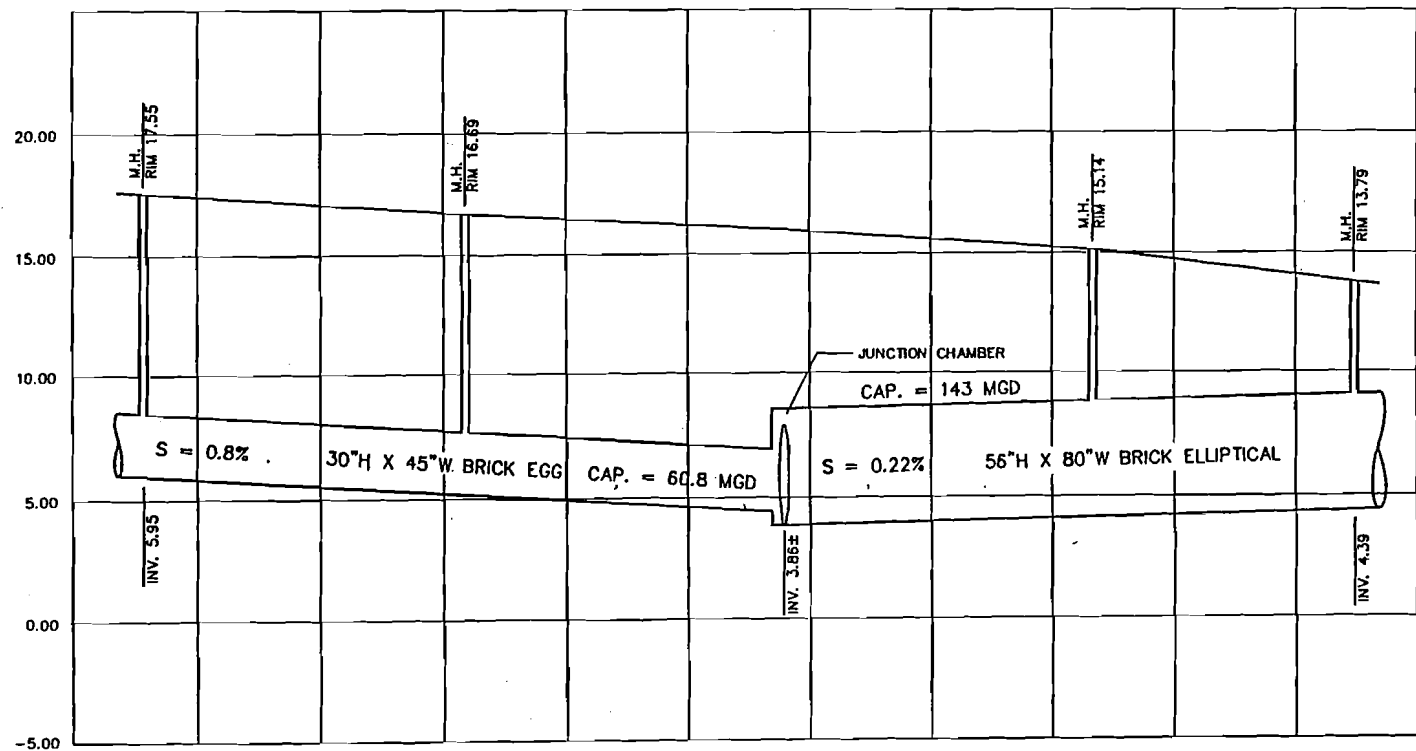 20.00
15.00
10.00
5.00
0.00
-5.00
M.H.
RIM 17.55
M.H.
RIM 16.69
M.H.
RIM 15.14
M.H.
RIM 13.79
JUNCTION CHAMBER
CAP. = 143 MGD
S = 0.8%
30"H X 45"W BRICK EGG
CAP. = 60.8 MGD
S = 0.22%
56"H X 80"W BRICK ELLIPTICAL
INV. 5.95
INV. 3.86±
INV. 4.39